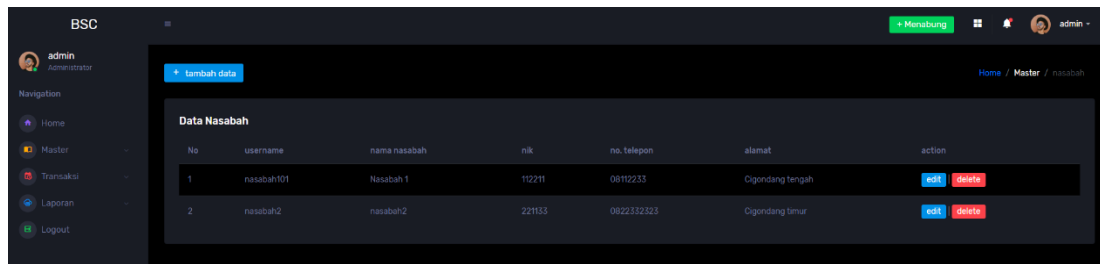 BSC
+ Menabung
admin
admin
Administrator
+ tambah data
Home / Master / nasabah
Navigation
Home
Master
Transaksi
Laporan
Logout
Data Nasabah
No username nama nasabah nik no. telepon alamat action
1 nasabah101 Nasabah 1 112211 08112233 Cigondang tengah edit | delete
2 nasabah2 nasabah2 221133 0822332323 Cigondang timur edit | delete